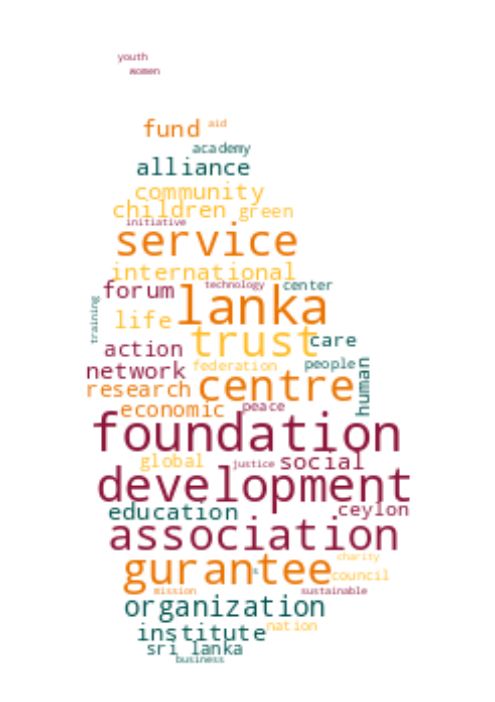 youth
women
fund aid
academy
alliance
community
children green
initiative
service
international
forum technology center
training life lanka
trust care
action
network federation people
research centre human
economic peace
foundation
global justice social
development
education ceylon
association
gurantee charity
s council
mission sustainable
organization
institute nation
sri lanka
business